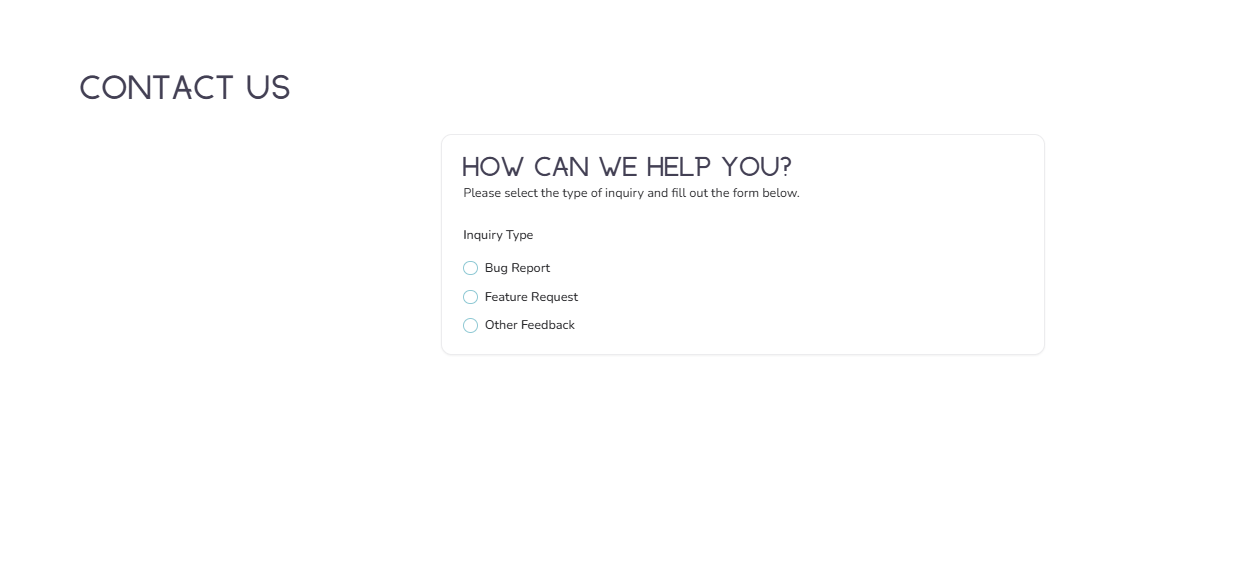 CONTACT US
HOW CAN WE HELP YOU?
Please select the type of inquiry and fill out the form below.
Inquiry Type
Bug Report
Feature Request
Other Feedback